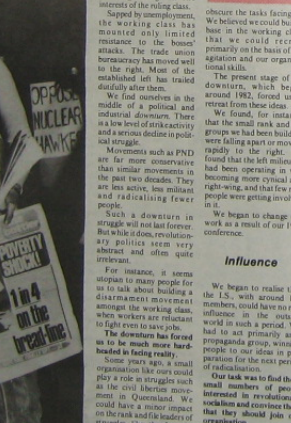 OPPOSE
NUCLEAR
POVERTY
SHOCK!
1 in 4
on the
bread-line
interests of the ruling class.
Sapped by unemployment,
the working class has
mounted only limited
resistance to the bosses'
attacks. The trade union
bureaucracy has moved well
to the right. Most of the
established left has trailed
dutifully after them.
We find ourselves in the
middle of a political and
industrial downturn. There
is a low level of strike activity
and a serious decline in polit-
ical struggle.
Movements such as PND
are far more conservative
than similar movements in
the past two decades. They
are less active, less militant
and radicalising fewer
people.
Such a downturn in
struggle will not last forever.
But while it does, revolution-
ary politics seem very
abstract and often quite
irrelevant.
For instance, it seems
utopian to many people for
us to talk about building a
disarmament movement
amongst the working class,
when workers are reluctant
to fight even to save jobs.
The downturn has forced
us to be much more hard-
headed in facing reality.
Some years ago, a small
organisation like ours could
play a role in struggles such
as the civil liberties move-
ment in Queensland. We
could have a minor impact
on the rank and file leaders of
obscure the tasks facing
We believed we could bu
base in the working cl
that we could recr
primarily on the basis of
agitation and our organ
tional skills.
The present stage of
downturn, which beg
around 1982, forced us
retreat from these ideas.
We found, for instan
that the small rank and
groups we had been build
were falling apart or mov
rapidly to the right.
found that the left milieu
had been operating in
becoming more cynical
right-wing, and that few n
people were getting invol
in it.
We began to change
work as a result of our I
conference.
Influence
We began to realise t
the I.S., with around
members, could have no r
influence in the outs
world in such a period.
had to act primarily as
propaganda group, winn
people to our ideas in p
paration for the next peri
of radicalisation.
Our task was to find the
small numbers of peo
interested in revolution
socialism and convince th
that they should join
organisation